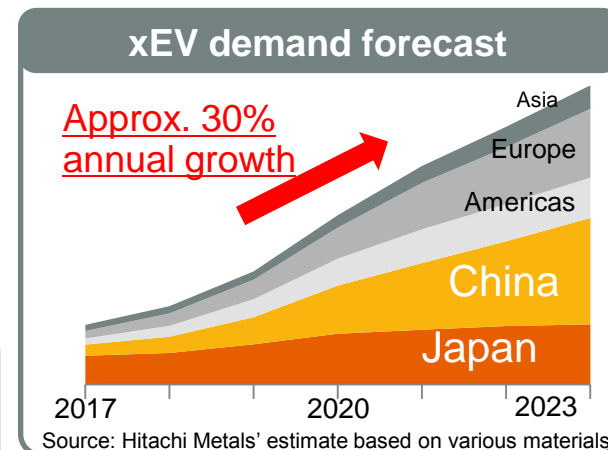 xEV demand forecast
Approx. 30%
annual growth
Asia
Europe
Americas
China
Japan
2017
2020
2023
Source: Hitachi Metals' estimate based on various materials